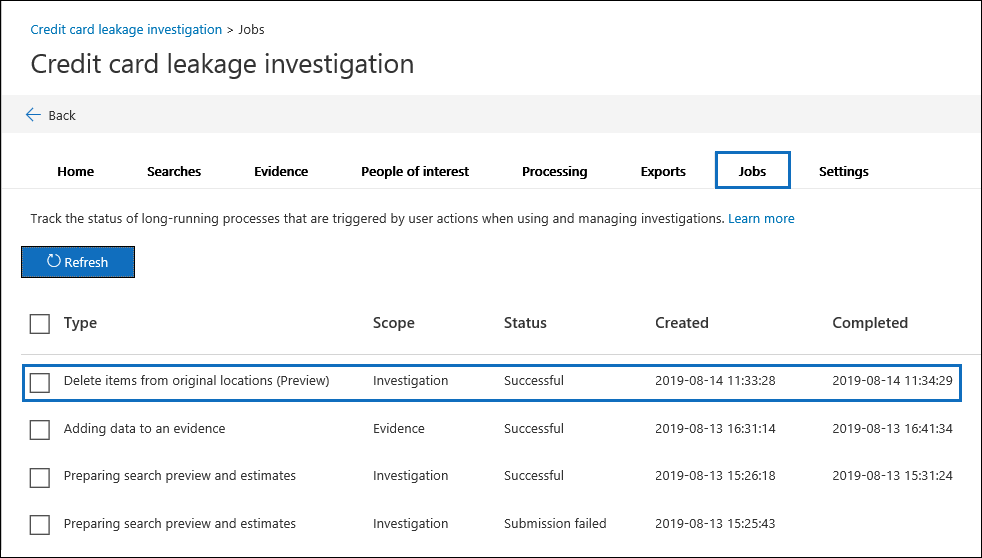 Credit card leakage investigation > Jobs
Credit card leakage investigation
Back
Home Searches Evidence People of interest Processing Exports Jobs Settings
Track the status of long-running processes that are triggered by user actions when using and managing investigations. Learn more
Refresh
Type Scope Status Created Completed
Delete items from original locations (Preview) Investigation Successful 2019-08-14 11:33:28 2019-08-14 11:34:29
Adding data to an evidence Evidence Successful 2019-08-13 16:31:14 2019-08-13 16:41:34
Preparing search preview and estimates Investigation Successful 2019-08-13 15:26:18 2019-08-13 15:31:24
Preparing search preview and estimates Investigation Submission failed 2019-08-13 15:25:43